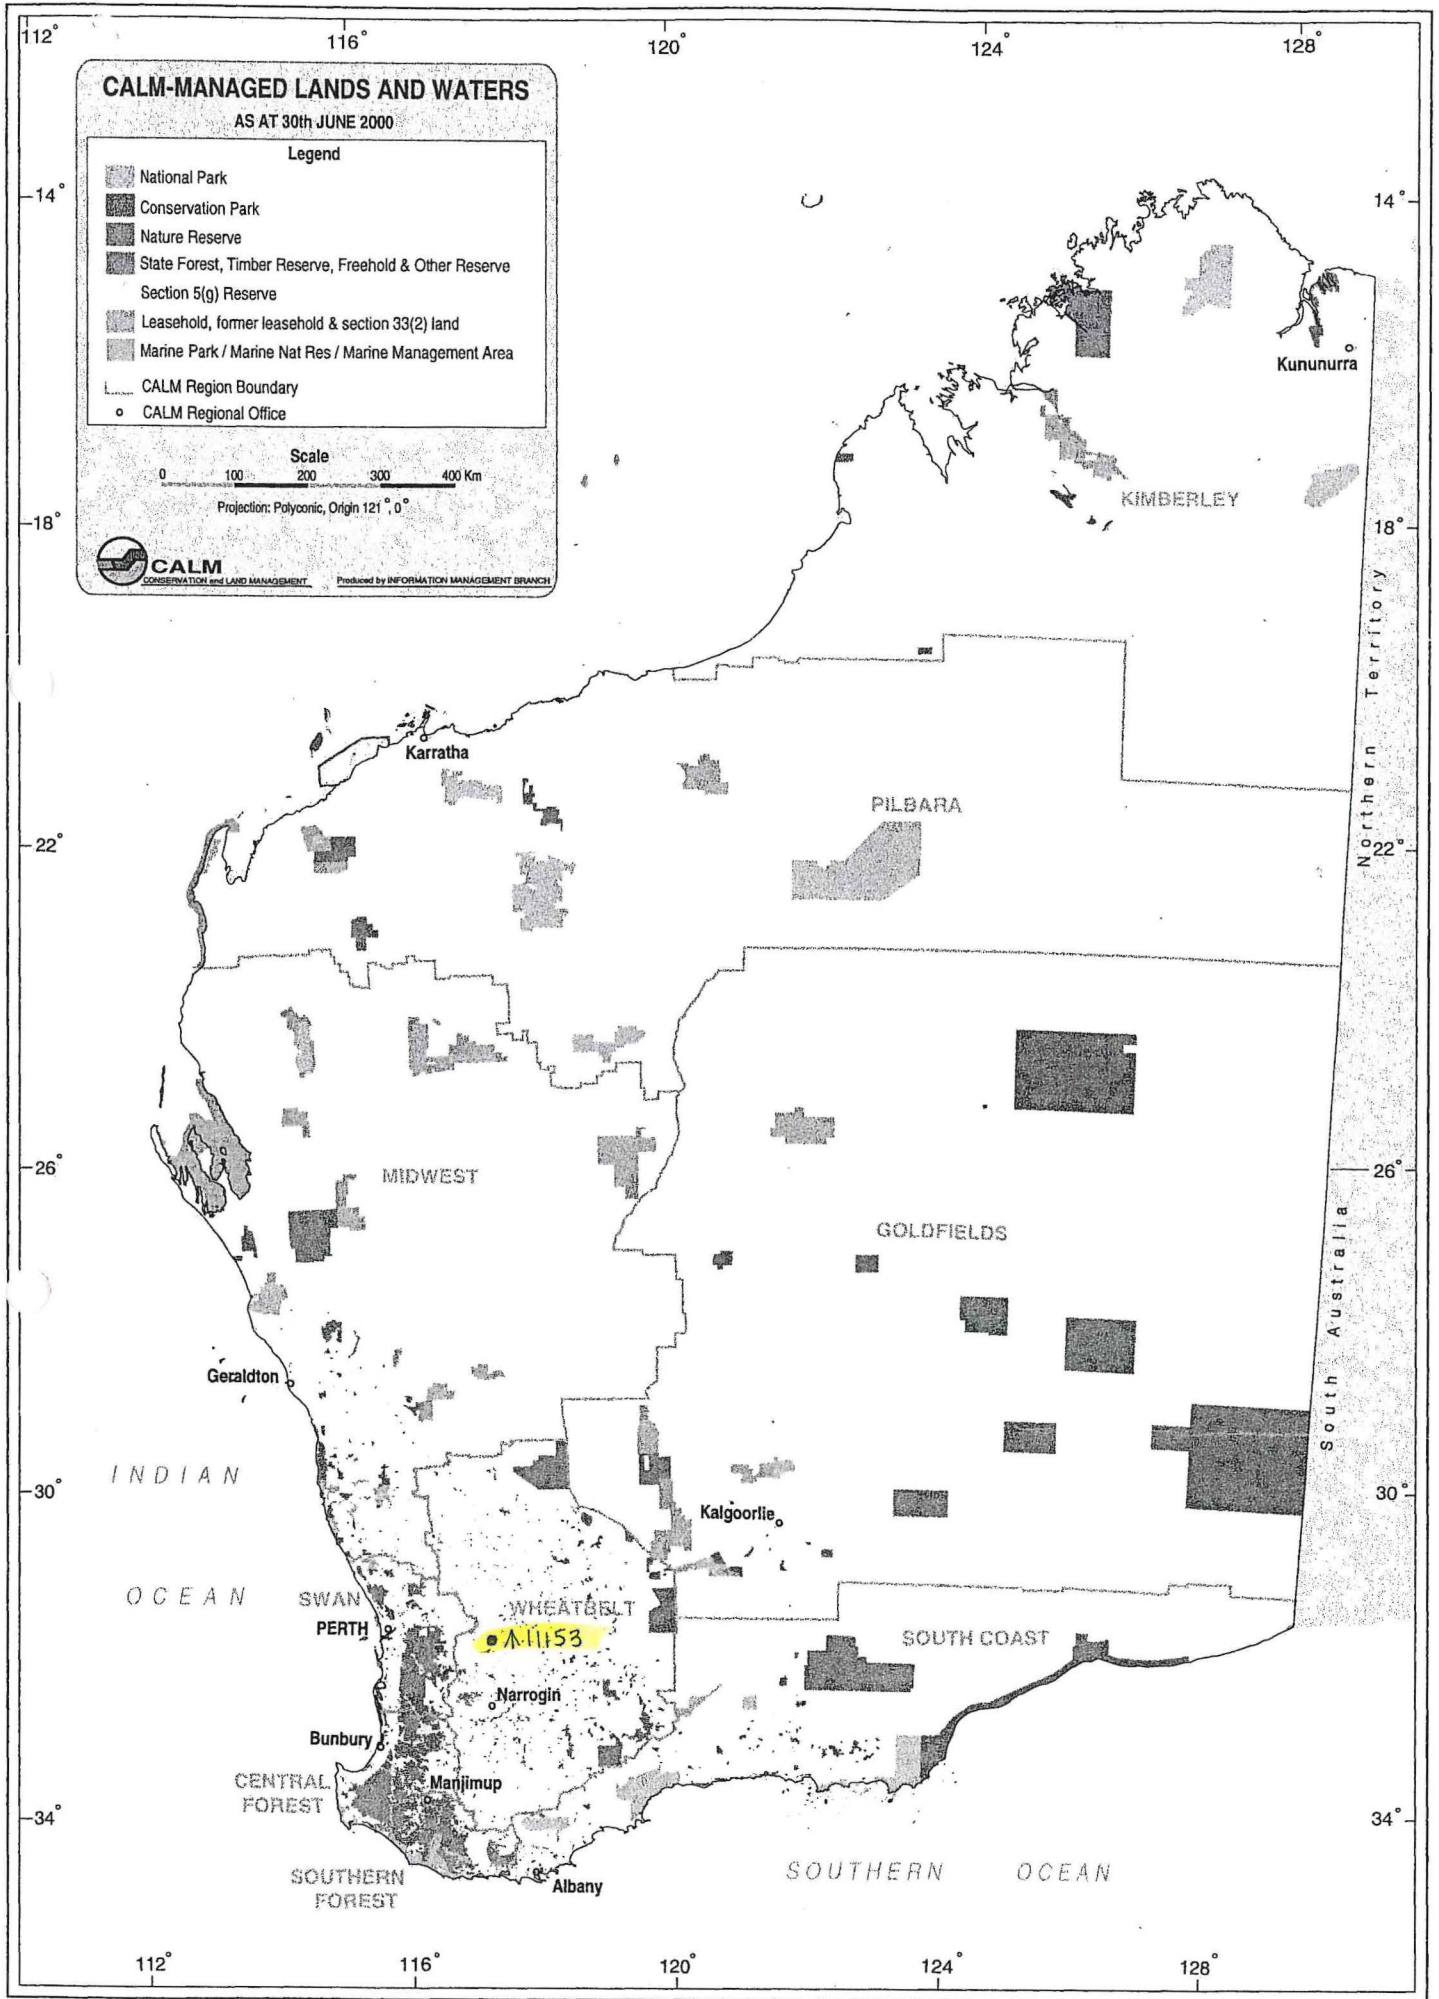 112° 116° 120° 124° 128°
CALM-MANAGED LANDS AND WATERS
AS AT 30th JUNE 2000
Legend
National Park
Conservation Park
Nature Reserve
State Forest, Timber Reserve, Freehold & Other Reserve
Section 5(g) Reserve
Leasehold, former leasehold & section 33(2) land
Marine Park / Marine Nat Res / Marine Management Area
CALM Region Boundary
CALM Regional Office
Scale
0 100 200 300 400 Km
Projection: Polyconic, Origin 121°, 0°
CALM
CONSERVATION and LAND MANAGEMENT Produced by INFORMATION MANAGEMENT BRANCH
14° 14°
Kununurra
KIMBERLEY
18° 18°
Northern Territory
Karratha
PILBARA
22° 22°
26° 26°
MIDWEST
GOLDFIELDS
South Australia
Geraldton
INDIAN
30° 30°
Kalgoorlie
OCEAN
SWAN
WHEATBELT
PERTH
11153
SOUTH COAST
Narrogin
Bunbury
CENTRAL
FOREST
Manjimup
34° 34°
SOUTHERN OCEAN
SOUTHERN
FOREST
Albany
112° 116° 120° 124° 128°